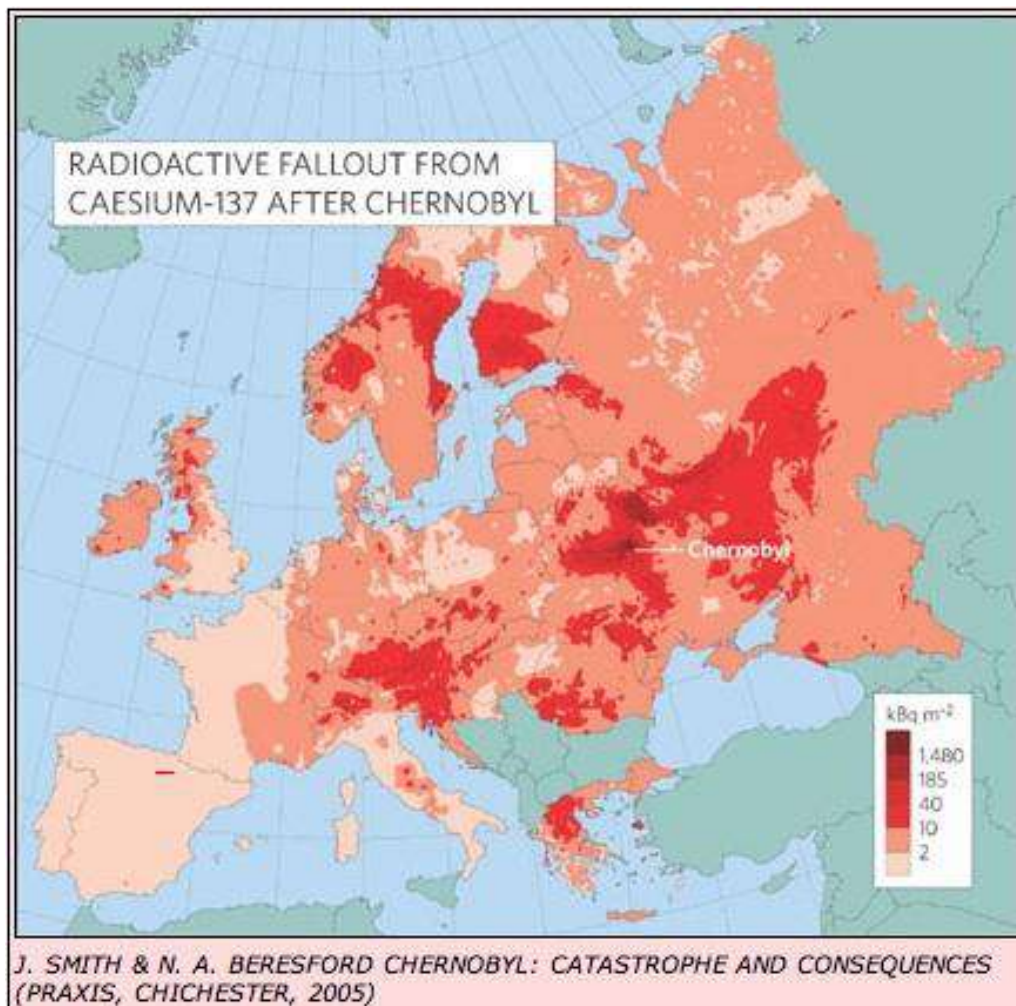 RADIOACTIVE FALLOUT FROM
CAESIUM-137 AFTER CHERNOBYL
Chernobyl
kBq m⁻²
1,480
185
40
10
2
J. SMITH & N. A. BERESFORD CHERNOBYL: CATASTROPHE AND CONSEQUENCES
(PRAXIS, CHICHESTER, 2005)